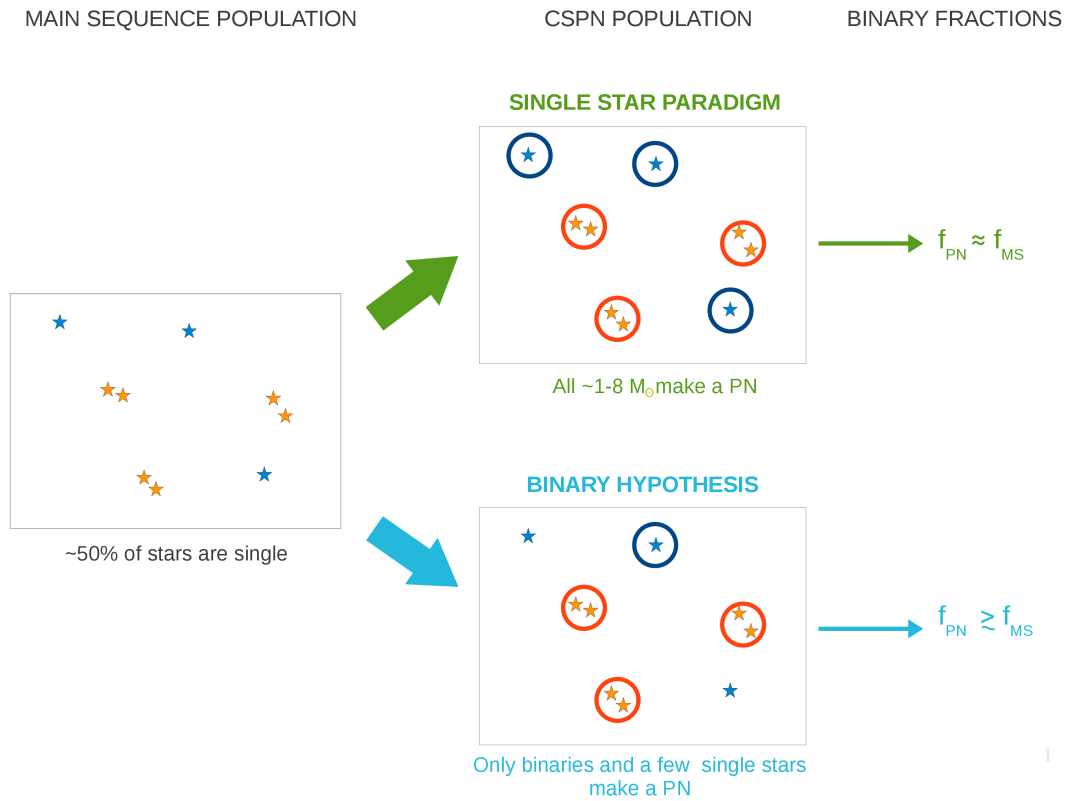 MAIN SEQUENCE POPULATION
CSPN POPULATION
BINARY FRACTIONS
SINGLE STAR PARADIGM
f_PN ≈ f_MS
All ~1-8 M☉ make a PN
~50% of stars are single
BINARY HYPOTHESIS
f_PN ≳ f_MS
Only binaries and a few single stars
make a PN
1